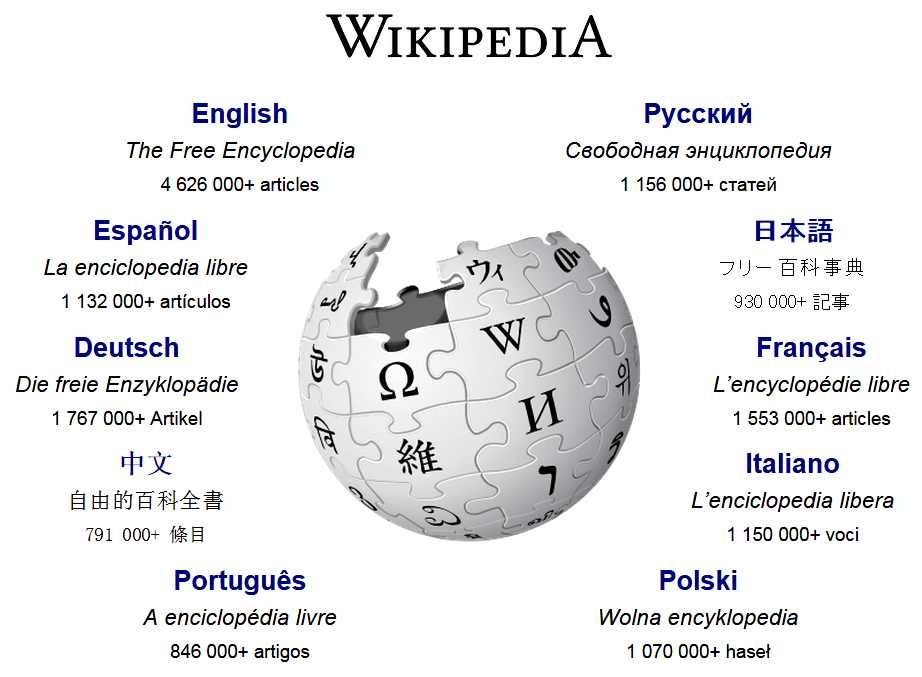 WIKIPEDIA
English
The Free Encyclopedia
4 626 000+ articles
Русский
Свободная энциклопедия
1 156 000+ статей
Español
La enciclopedia libre
1 132 000+ artículos
日本語
フリー百科事典
930 000+ 記事
Deutsch
Die freie Enzyklopädie
1 767 000+ Artikel
Français
L'encyclopédie libre
1 553 000+ articles
中文
自由的百科全書
791 000+ 條目
Italiano
L'enciclopedia libera
1 150 000+ voci
Português
A enciclopédia livre
846 000+ artigos
Polski
Wolna encyklopedia
1 070 000+ haseł
ウィ
W
Ω
И
위
維
ו